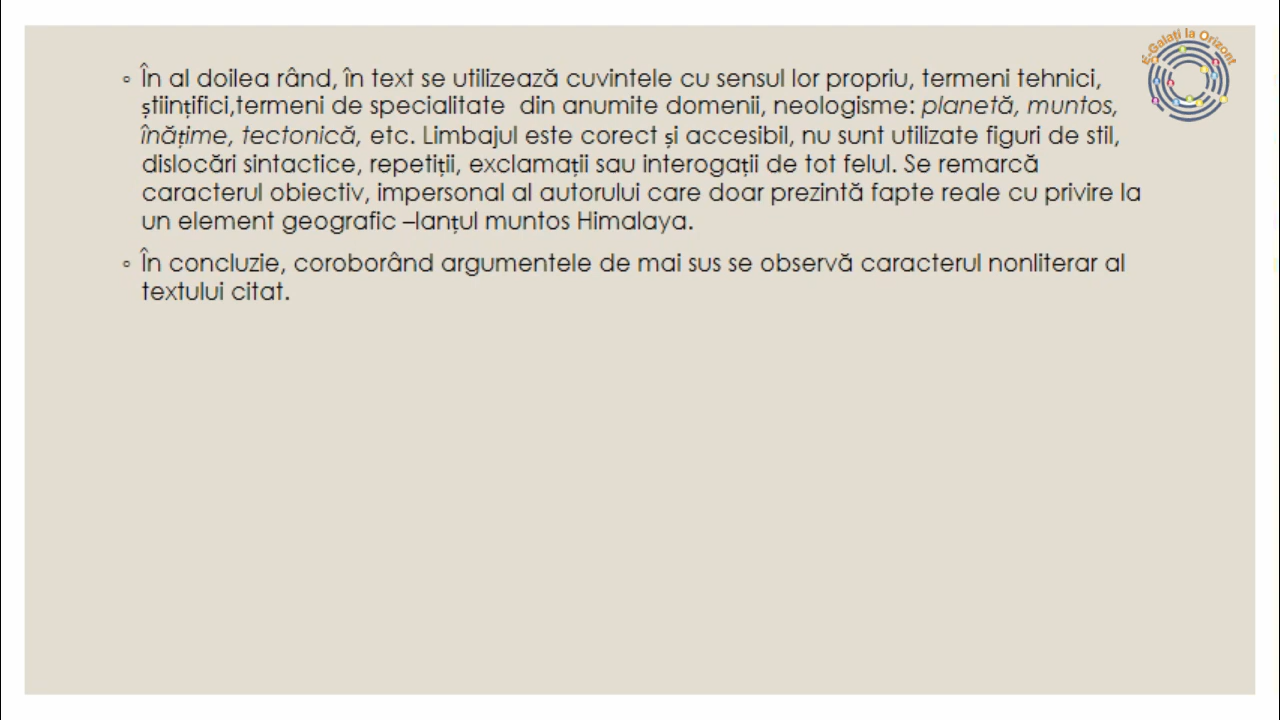 E-Galați la Orizont
◦ În al doilea rând, în text se utilizează cuvintele cu sensul lor propriu, termeni tehnici,
științifici,termeni de specialitate din anumite domenii, neologisme: planetă, muntos,
înățime, tectonică, etc. Limbajul este corect și accesibil, nu sunt utilizate figuri de stil,
dislocări sintactice, repetiții, exclamații sau interogații de tot felul. Se remarcă
caracterul obiectiv, impersonal al autorului care doar prezintă fapte reale cu privire la
un element geografic –lanțul muntos Himalaya.
◦ În concluzie, coroborând argumentele de mai sus se observă caracterul nonliterar al
textului citat.